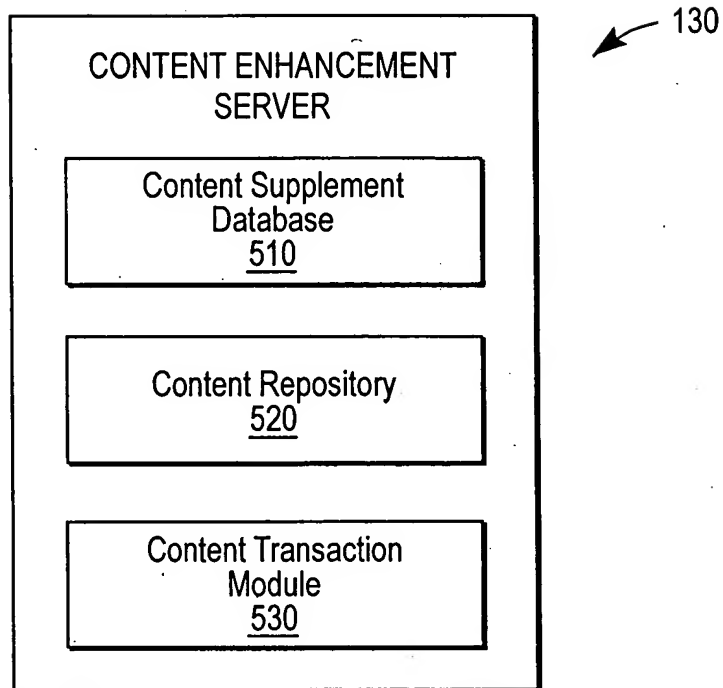 130
CONTENT ENHANCEMENT
SERVER
Content Supplement
Database
510
Content Repository
520
Content Transaction
Module
530